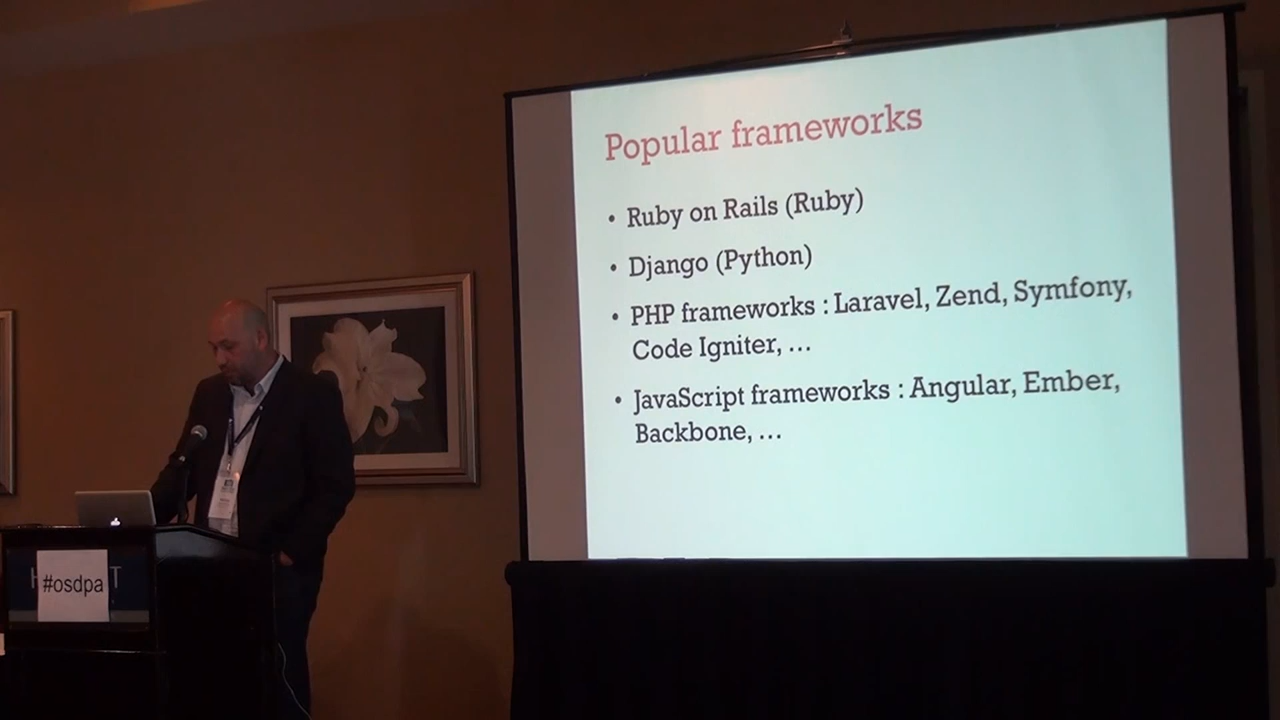 Popular frameworks
• Ruby on Rails (Ruby)
• Django (Python)
• PHP frameworks : Laravel, Zend, Symfony,
Code Igniter, …
• JavaScript frameworks : Angular, Ember,
Backbone, …
#osdpa